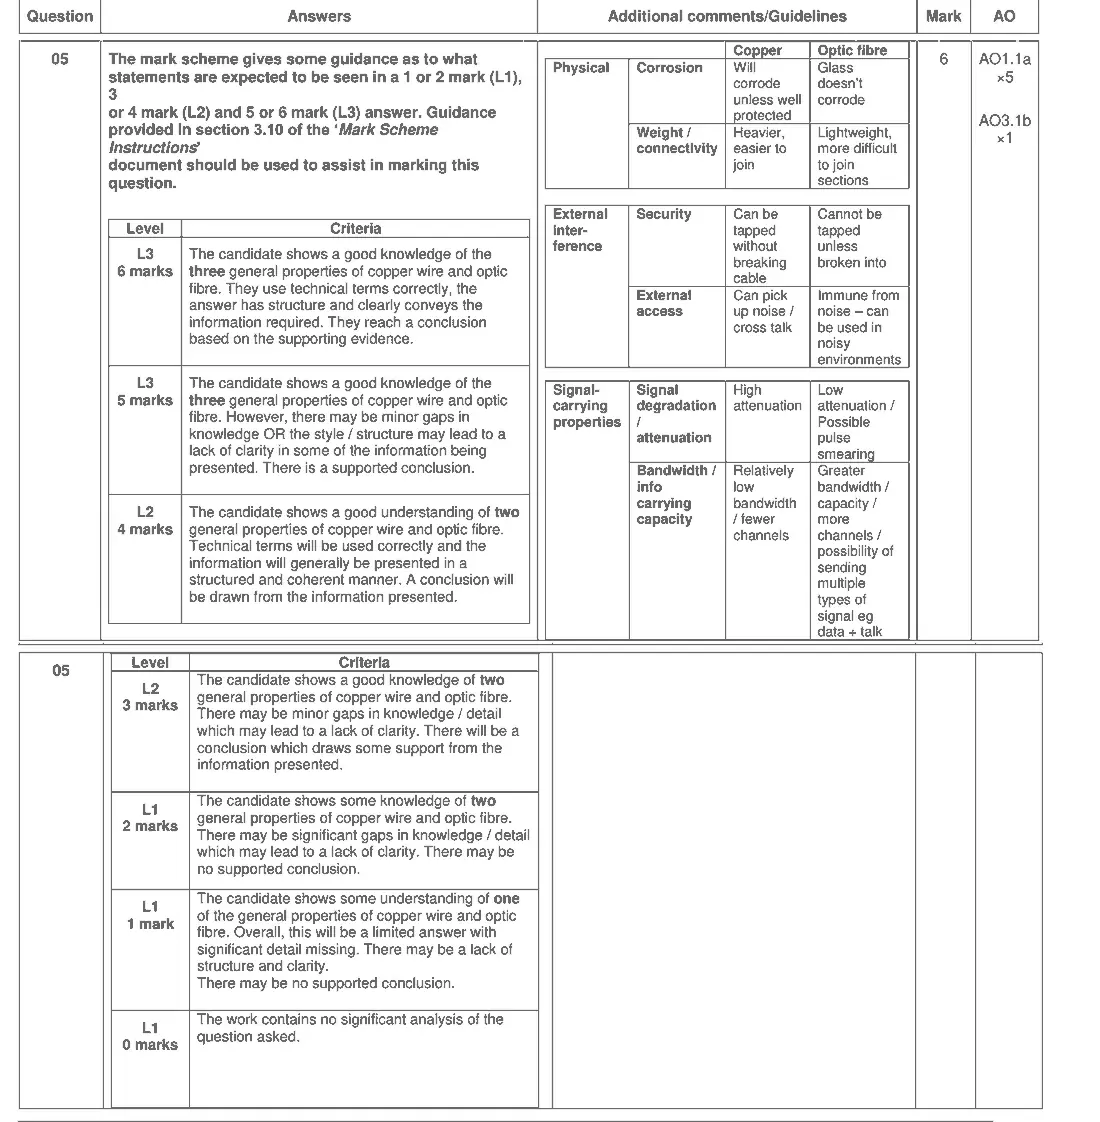 Question Answers Additional comments/Guidelines Mark AO
05
The mark scheme gives some guidance as to what
statements are expected to be seen in a 1 or 2 mark (L1),
3
or 4 mark (L2) and 5 or 6 mark (L3) answer. Guidance
provided in section 3.10 of the ‘Mark Scheme
Instructions’
document should be used to assist in marking this
question.
Level Criteria
L3
6 marks
The candidate shows a good knowledge of the
three general properties of copper wire and optic
fibre. They use technical terms correctly, the
answer has structure and clearly conveys the
information required. They reach a conclusion
based on the supporting evidence.
L3
5 marks
The candidate shows a good knowledge of the
three general properties of copper wire and optic
fibre. However, there may be minor gaps in
knowledge OR the style / structure may lead to a
lack of clarity in some of the information being
presented. There is a supported conclusion.
L2
4 marks
The candidate shows a good understanding of two
general properties of copper wire and optic fibre.
Technical terms will be used correctly and the
information will generally be presented in a
structured and coherent manner. A conclusion will
be drawn from the information presented.
Copper Optic fibre
Physical
Corrosion
Will
corrode
unless well
protected
Glass
doesn't
corrode
Weight /
connectivity
Heavier,
easier to
join
Lightweight,
more difficult
to join
sections
External
inter-
ference
Security
Can be
tapped
without
breaking
cable
Cannot be
tapped
unless
broken into
External
access
Can pick
up noise /
cross talk
Immune from
noise – can
be used in
noisy
environments
Signal-
carrying
properties
Signal
degradation
/
attenuation
High
attenuation
Low
attenuation /
Possible
pulse
smearing
Bandwidth /
info
carrying
capacity
Relatively
low
bandwidth
/ fewer
channels
Greater
bandwidth /
capacity /
more
channels /
possibility of
sending
multiple
types of
signal eg
data + talk
6
AO1.1a
×5
AO3.1b
×1
05
Level Criteria
L2
3 marks
The candidate shows a good knowledge of two
general properties of copper wire and optic fibre.
There may be minor gaps in knowledge / detail
which may lead to a lack of clarity. There will be a
conclusion which draws some support from the
information presented.
L1
2 marks
The candidate shows some knowledge of two
general properties of copper wire and optic fibre.
There may be significant gaps in knowledge / detail
which may lead to a lack of clarity. There may be
no supported conclusion.
L1
1 mark
The candidate shows some understanding of one
of the general properties of copper wire and optic
fibre. Overall, this will be a limited answer with
significant detail missing. There may be a lack of
structure and clarity.
There may be no supported conclusion.
L1
0 marks
The work contains no significant analysis of the
question asked.